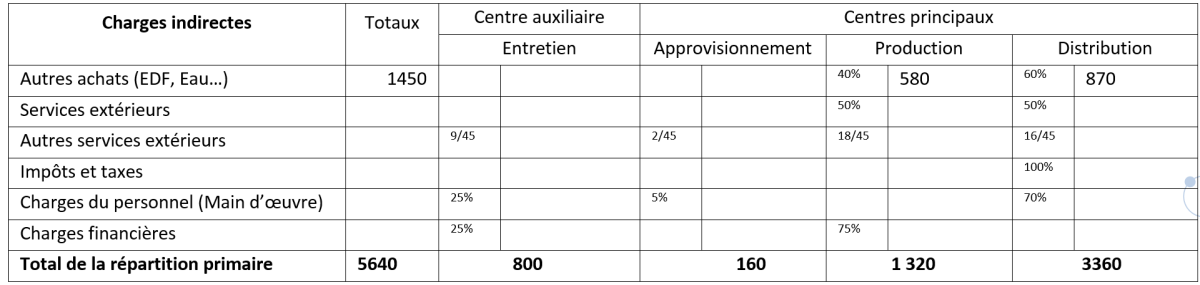 Charges indirectes Totaux Centre auxiliaire Centres principaux
Entretien Approvisionnement Production Distribution
Autres achats (EDF, Eau...) 1450 40% 580 60% 870
Services extérieurs 50% 50%
Autres services extérieurs 9/45 2/45 18/45 16/45
Impôts et taxes 100%
Charges du personnel (Main d'œuvre) 25% 5% 70%
Charges financières 25% 75%
Total de la répartition primaire 5640 800 160 1 320 3360